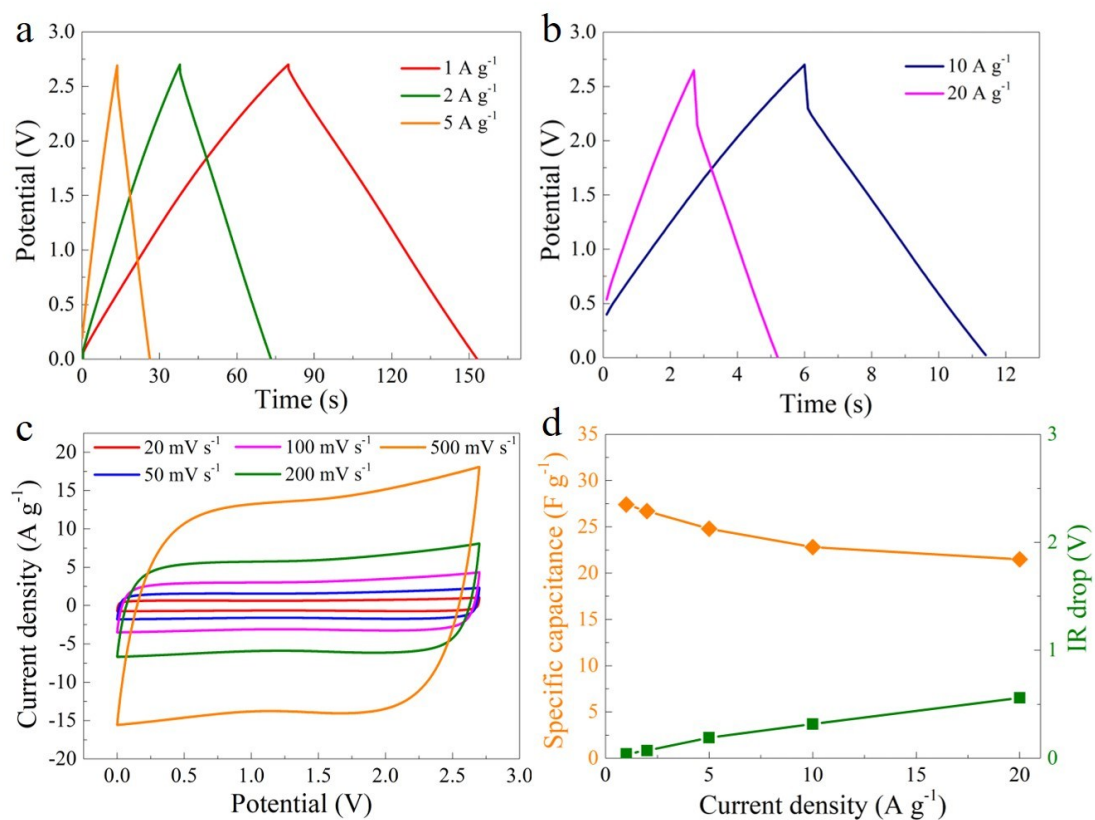 a
3.0
2.5
2.0
1.5
1.0
0.5
0.0
Potential (V)
1 A g⁻¹
2 A g⁻¹
5 A g⁻¹
0 30 60 90 120 150
Time (s)
b
3.0
2.5
2.0
1.5
1.0
0.5
0.0
Potential (V)
10 A g⁻¹
20 A g⁻¹
0 2 4 6 8 10 12
Time (s)
c
20 mV s⁻¹ 100 mV s⁻¹ 500 mV s⁻¹
50 mV s⁻¹ 200 mV s⁻¹
20
15
10
5
0
-5
-10
-15
-20
Current density (A g⁻¹)
0.0 0.5 1.0 1.5 2.0 2.5 3.0
Potential (V)
d
35
30
25
20
15
10
5
0
Specific capacitance (F g⁻¹)
3
2
1
0
IR drop (V)
0 5 10 15 20
Current density (A g⁻¹)